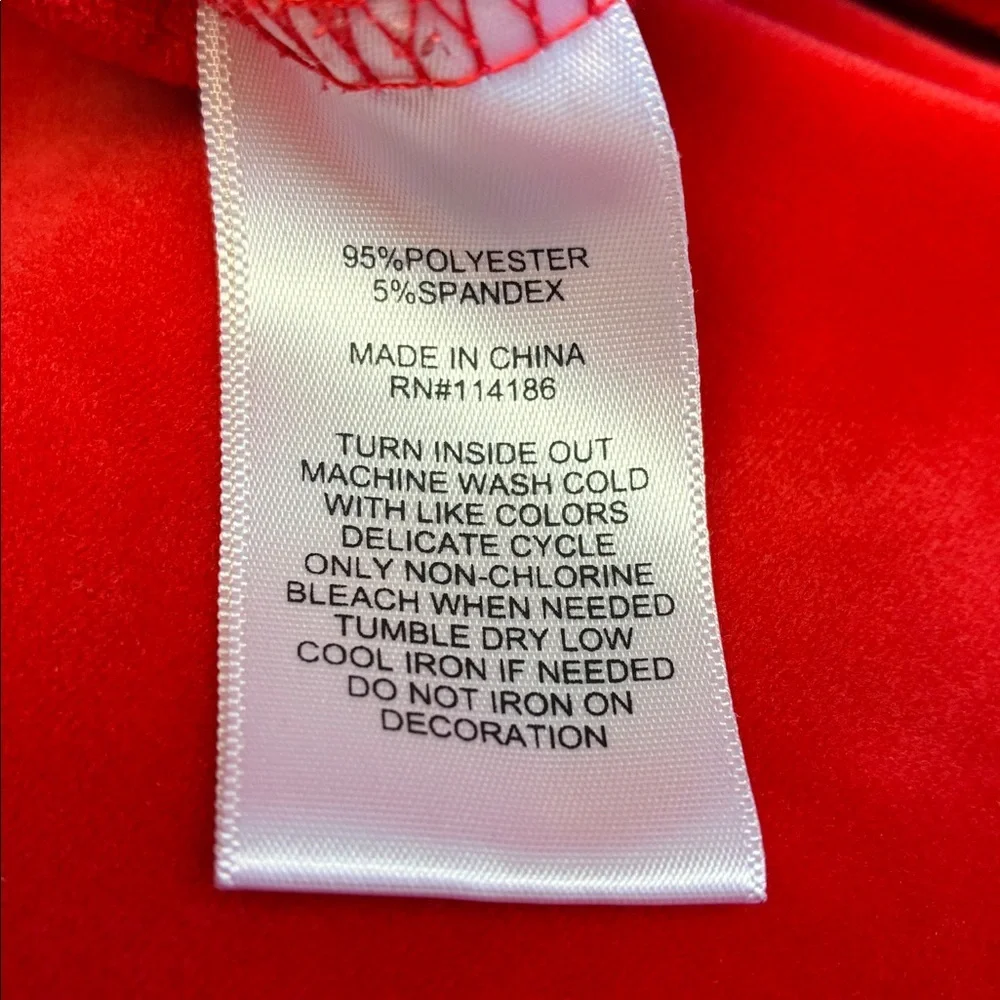 95%POLYESTER
5%SPANDEX
MADE IN CHINA
RN#114186
TURN INSIDE OUT
MACHINE WASH COLD
WITH LIKE COLORS
DELICATE CYCLE
ONLY NON-CHLORINE
BLEACH WHEN NEEDED
TUMBLE DRY LOW
COOL IRON IF NEEDED
DO NOT IRON ON
DECORATION